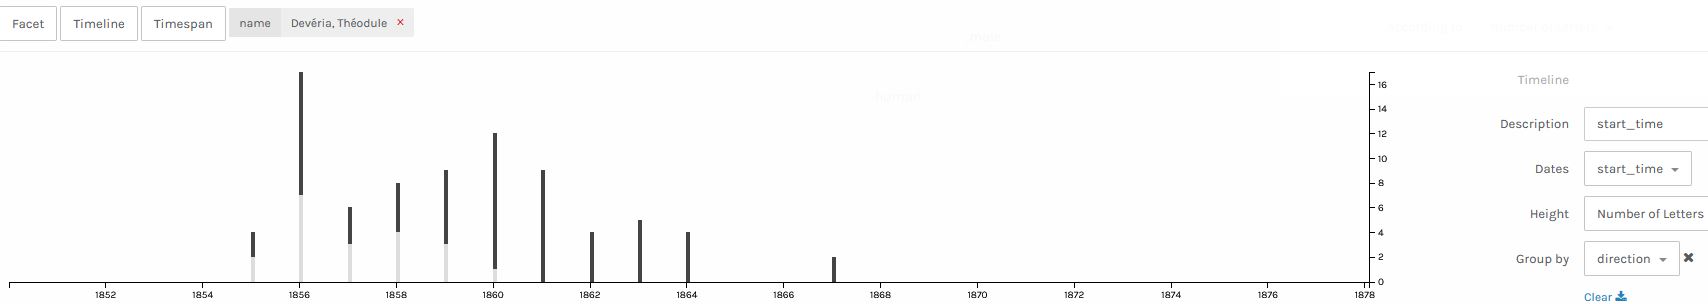 Facet Timeline Timespan name Devéria, Théodule ×
Timeline
Description start_time
Dates start_time
Height Number of Letters
Group by direction ✖
Clear
16
14
12
10
8
6
4
2
0
1852 1854 1856 1858 1860 1862 1864 1866 1868 1870 1872 1874 1876 1878